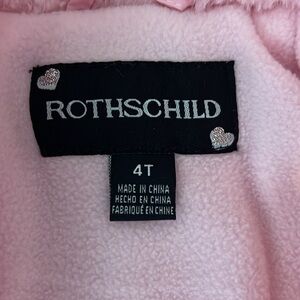 ROTHSCHILD
4T
MADE IN CHINA
HECHO EN CHINA
FABRIQUÉ EN CHINE